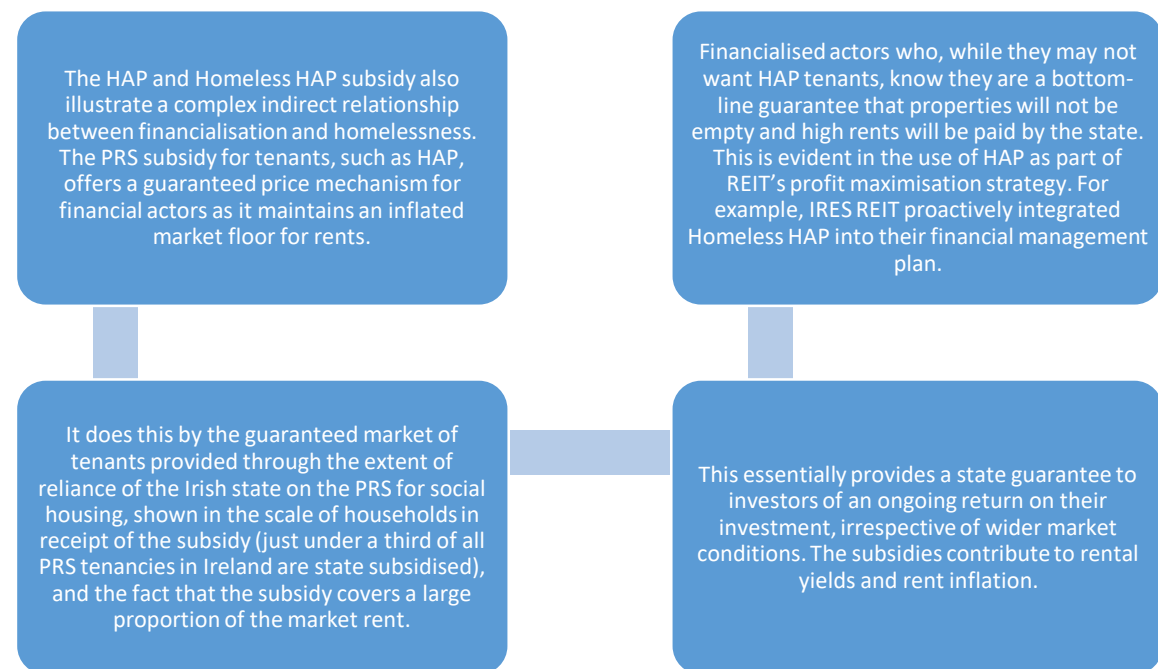 The HAP and Homeless HAP subsidy also
illustrate a complex indirect relationship
between financialisation and homelessness.
The PRS subsidy for tenants, such as HAP,
offers a guaranteed price mechanism for
financial actors as it maintains an inflated
market floor for rents.
It does this by the guaranteed market of
tenants provided through the extent of
reliance of the Irish state on the PRS for social
housing, shown in the scale of households in
receipt of the subsidy (just under a third of all
PRS tenancies in Ireland are state subsidised),
and the fact that the subsidy covers a large
proportion of the market rent.
This essentially provides a state guarantee to
investors of an ongoing return on their
investment, irrespective of wider market
conditions. The subsidies contribute to rental
yields and rent inflation.
Financialised actors who, while they may not
want HAP tenants, know they are a bottom-
line guarantee that properties will not be
empty and high rents will be paid by the state.
This is evident in the use of HAP as part of
REIT’s profit maximisation strategy. For
example, IRES REIT proactively integrated
Homeless HAP into their financial management
plan.